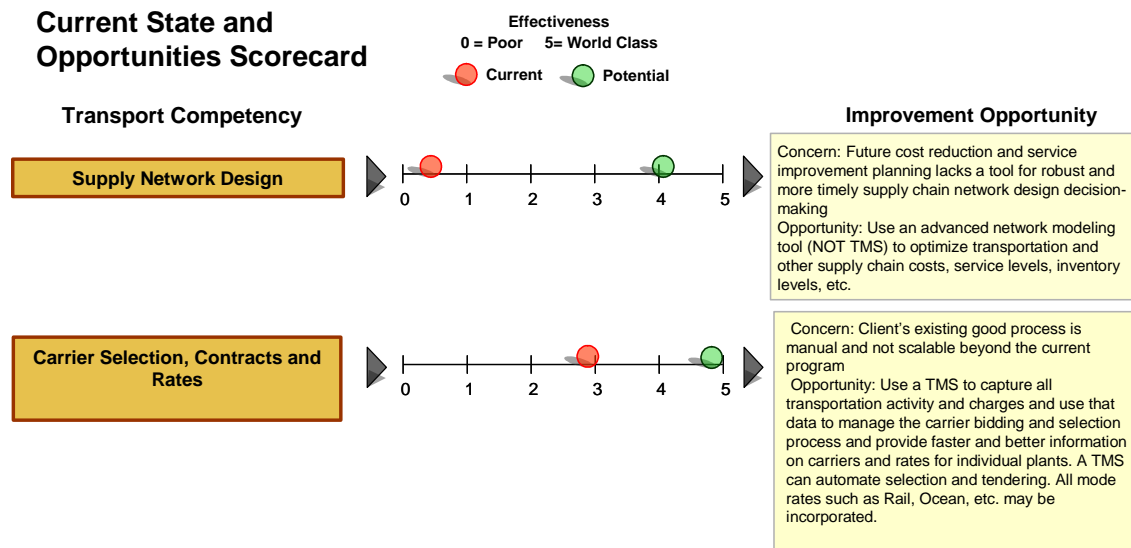 Current State and
Opportunities Scorecard
Effectiveness
0 = Poor 5= World Class
Current
Potential
Transport Competency
Improvement Opportunity
Supply Network Design
0 1 2 3 4 5
Concern: Future cost reduction and service
improvement planning lacks a tool for robust and
more timely supply chain network design decision-
making
Opportunity: Use an advanced network modeling
tool (NOT TMS) to optimize transportation and
other supply chain costs, service levels, inventory
levels, etc.
Carrier Selection, Contracts and
Rates
0 1 2 3 4 5
Concern: Client's existing good process is
manual and not scalable beyond the current
program
Opportunity: Use a TMS to capture all
transportation activity and charges and use that
data to manage the carrier bidding and selection
process and provide faster and better information
on carriers and rates for individual plants. A TMS
can automate selection and tendering. All mode
rates such as Rail, Ocean, etc. may be
incorporated.